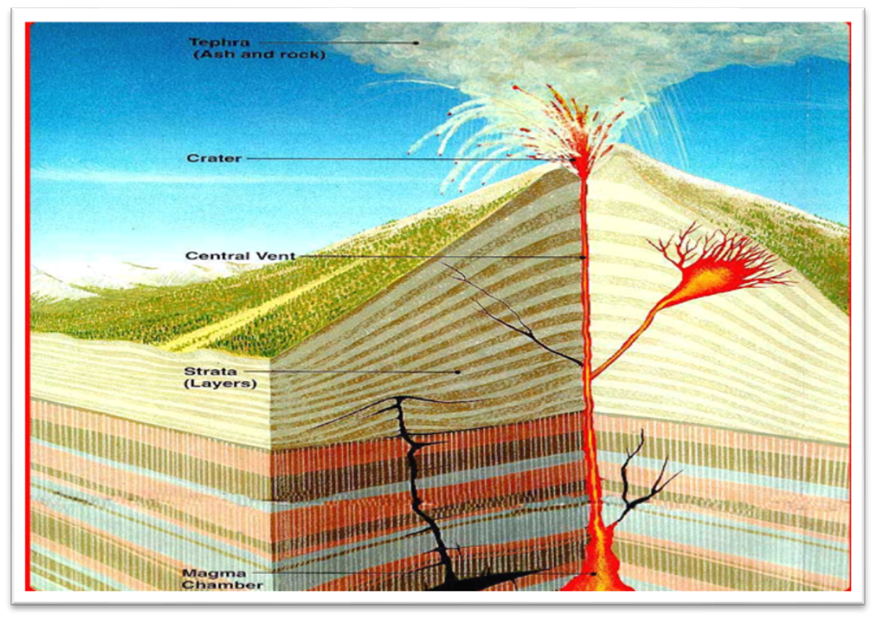 Tephra
(Ash and rock)
Crater
Central Vent
Strata
(Layers)
Magma
Chamber